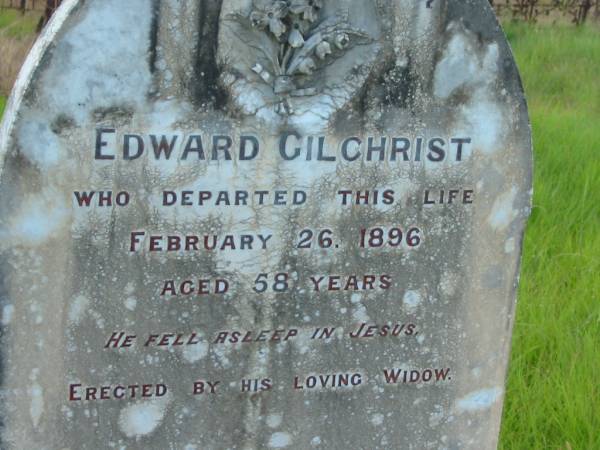 EDWARD GILCHRIST
WHO DEPARTED THIS LIFE
FEBRUARY 26. 1896
AGED 58 YEARS
HE FELL ASLEEP IN JESUS.
ERECTED BY HIS LOVING WIDOW.